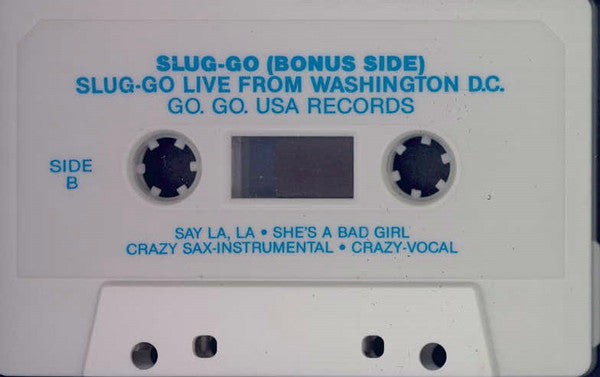 SLUG-GO (BONUS SIDE)
SLUG-GO LIVE FROM WASHINGTON D.C.
GO. GO. USA RECORDS
SIDE
B
SAY LA, LA • SHE'S A BAD GIRL
CRAZY SAX-INSTRUMENTAL • CRAZY-VOCAL